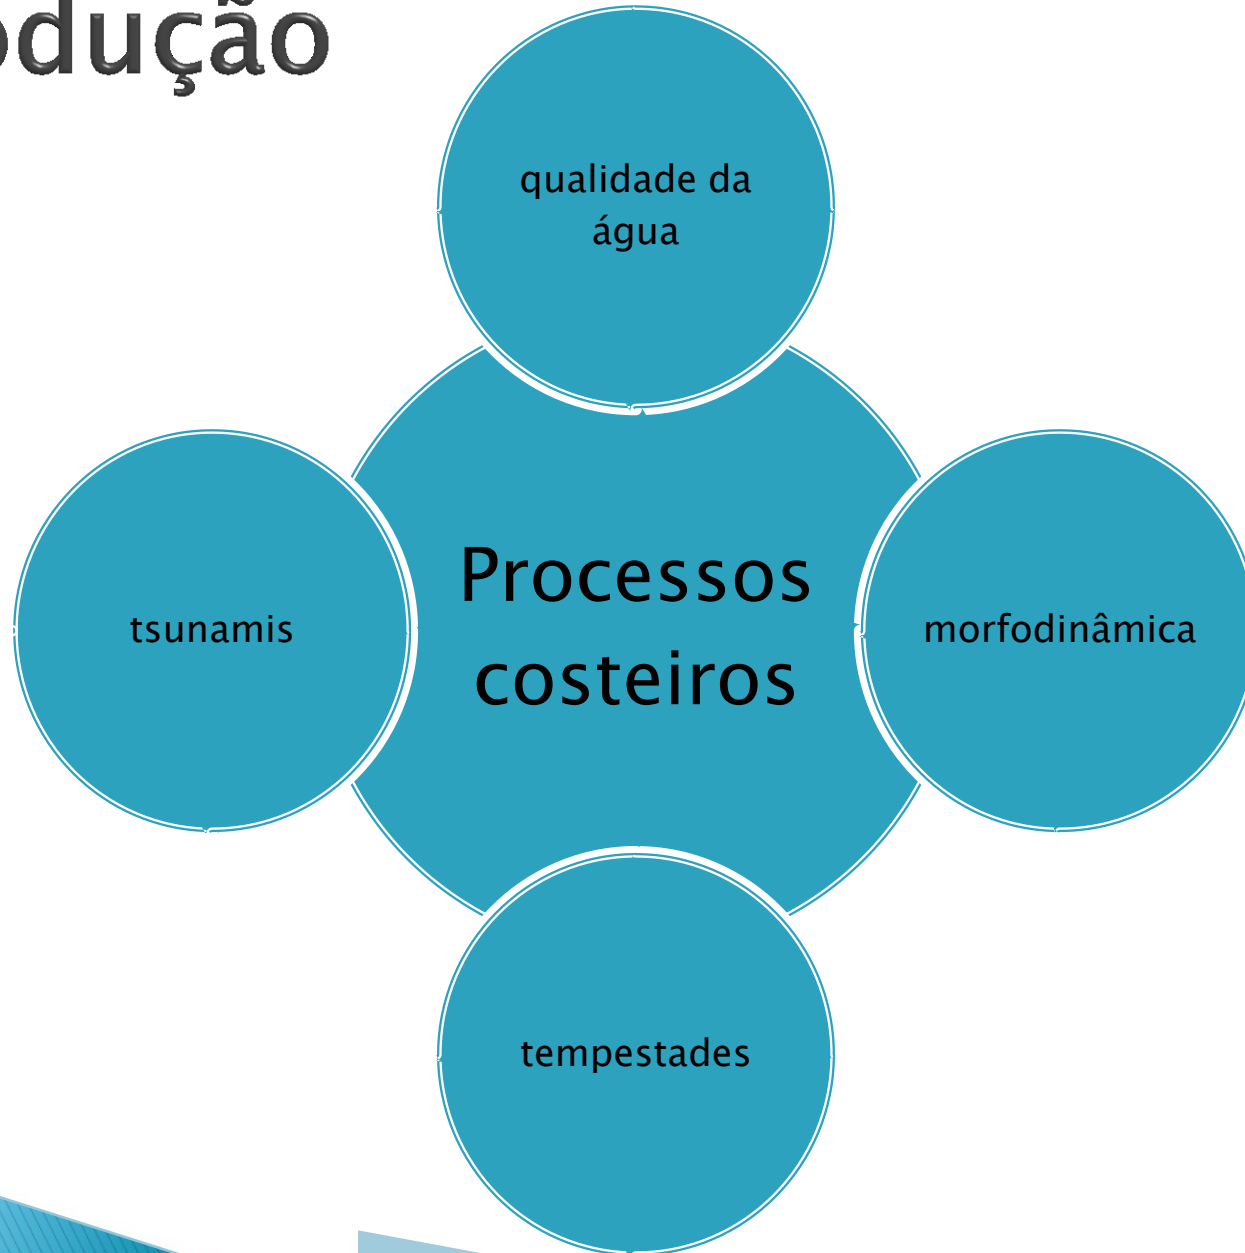 odução
qualidade da
água
tsunamis
Processos
costeiros
morfodinâmica
tempestades